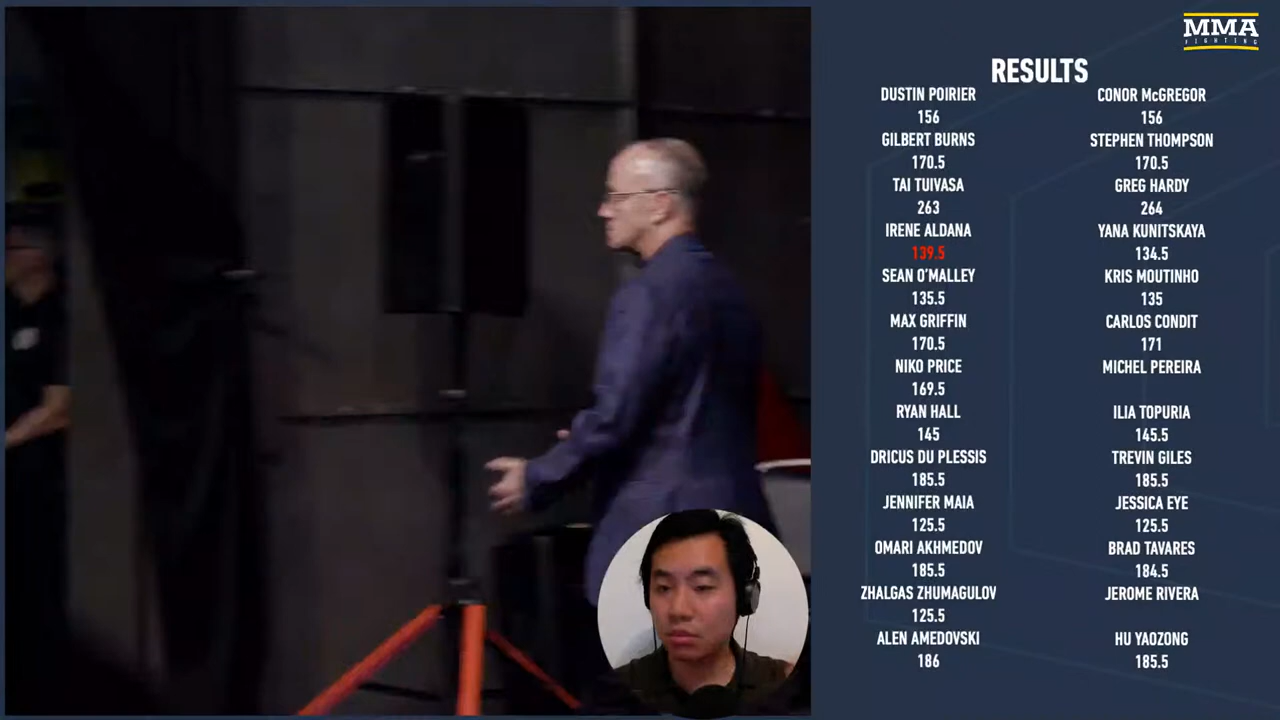 MMA
FIGHTING
RESULTS
DUSTIN POIRIER CONOR McGREGOR
156 156
GILBERT BURNS STEPHEN THOMPSON
170.5 170.5
TAI TUIVASA GREG HARDY
263 264
IRENE ALDANA YANA KUNITSKAYA
139.5 134.5
SEAN O'MALLEY KRIS MOUTINHO
135.5 135
MAX GRIFFIN CARLOS CONDIT
170.5 171
NIKO PRICE MICHEL PEREIRA
169.5
RYAN HALL ILIA TOPURIA
145 145.5
DRICUS DU PLESSIS TREVIN GILES
185.5 185.5
JENNIFER MAIA JESSICA EYE
125.5 125.5
OMARI AKHMEDOV BRAD TAVARES
185.5 184.5
ZHALGAS ZHUMAGULOV JEROME RIVERA
125.5
ALEN AMEDOVSKI HU YAOZONG
186 185.5